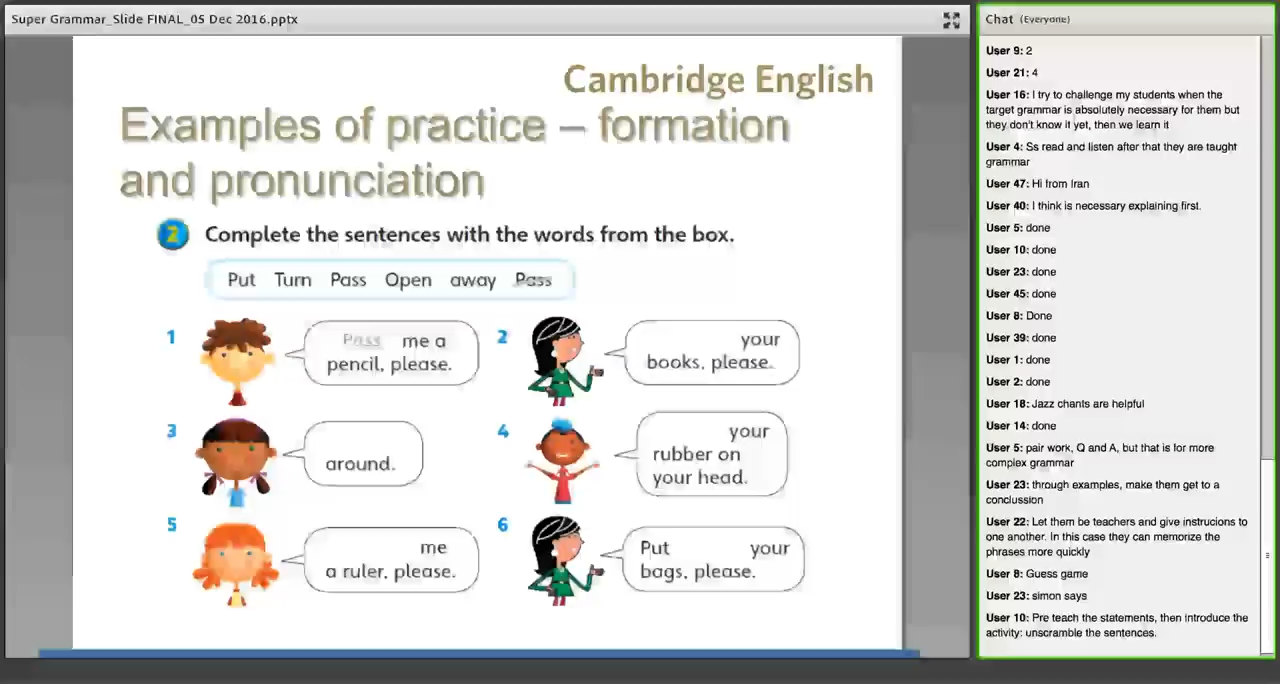 Super Grammar_Slide FINAL_05 Dec 2016.pptx
Cambridge English
Examples of practice – formation
and pronunciation
2 Complete the sentences with the words from the box.
Put Turn Pass Open away Pass
1
Pass me a
pencil, please.
2
your
books, please.
3
around.
4
your
rubber on
your head.
5
me
a ruler, please.
6
Put your
bags, please.
Chat (Everyone)
User 9: 2
User 21: 4
User 16: I try to challenge my students when the
target grammar is absolutely necessary for them but
they don't know it yet, then we learn it
User 4: Ss read and listen after that they are taught
grammar
User 47: Hi from Iran
User 40: I think is necessary explaining first.
User 5: done
User 10: done
User 23: done
User 45: done
User 8: Done
User 39: done
User 1: done
User 2: done
User 18: Jazz chants are helpful
User 14: done
User 5: pair work, Q and A, but that is for more
complex grammar
User 23: through examples, make them get to a
conclussion
User 22: Let them be teachers and give instrucions to
one another. In this case they can memorize the
phrases more quickly
User 8: Guess game
User 23: simon says
User 10: Pre teach the statements, then introduce the
activity: unscramble the sentences.